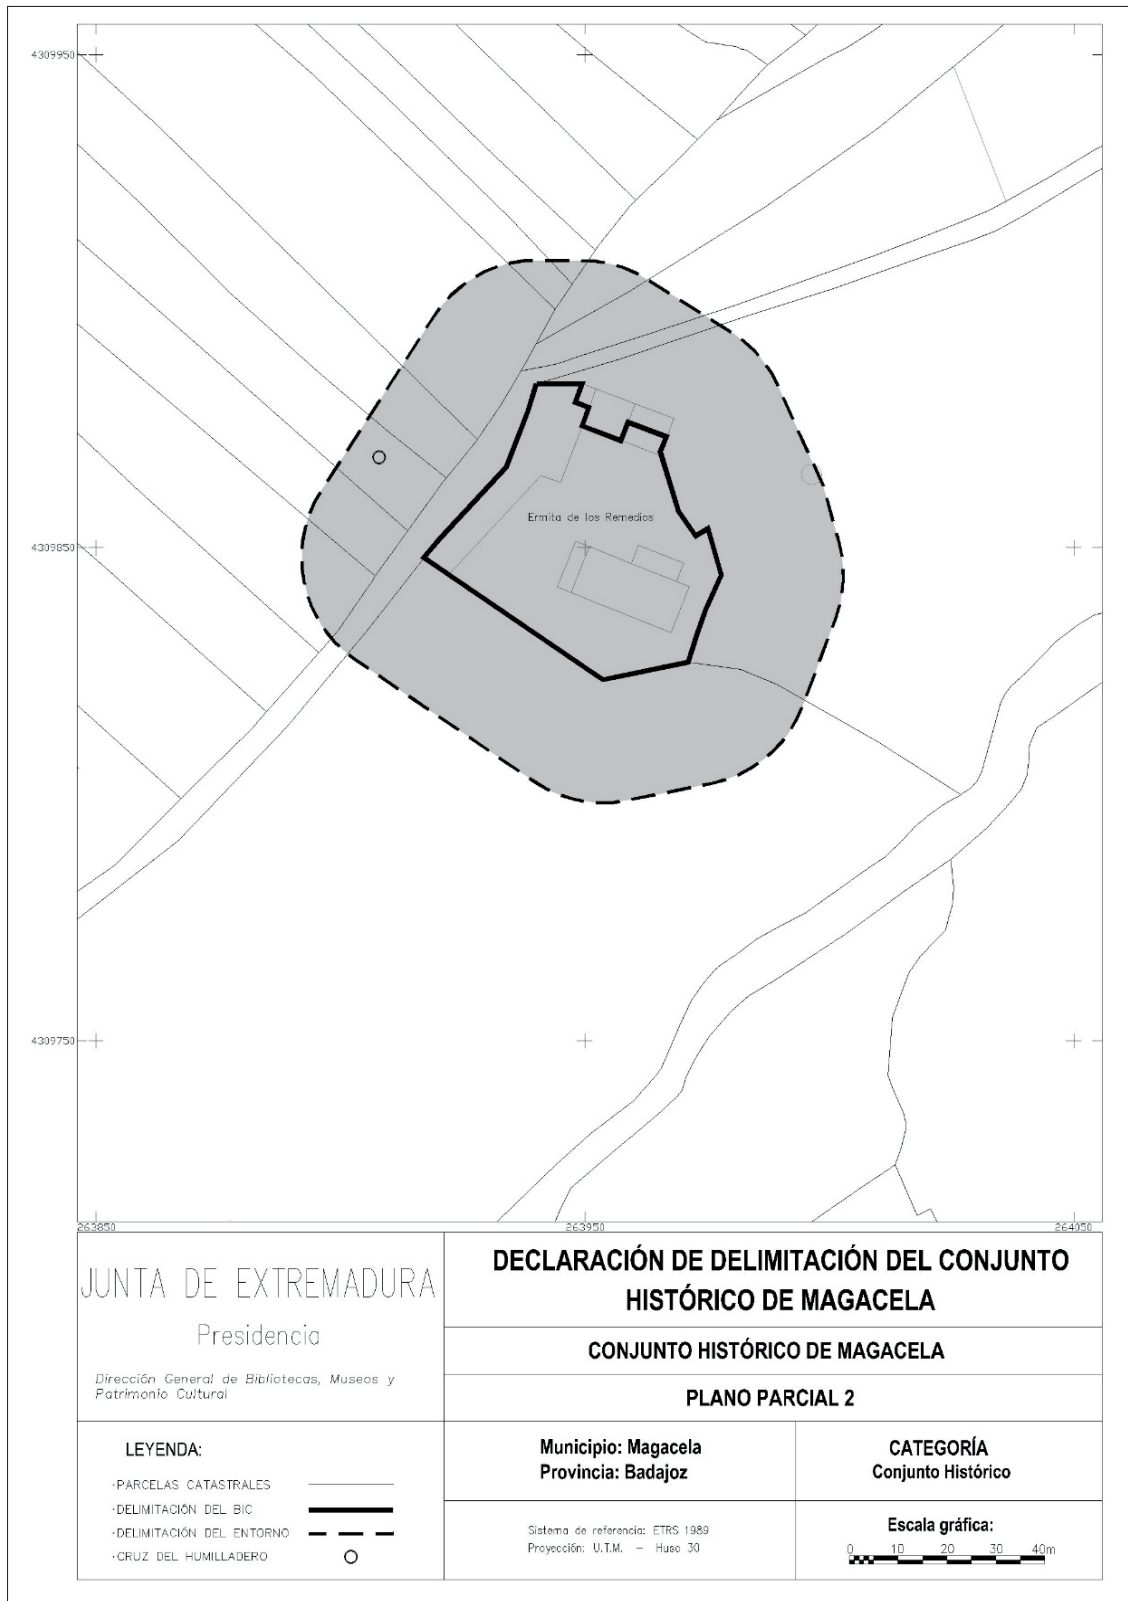 4309950
Ermita de los Remedios
4309850
4309750
263850
263950
264050
JUNTA DE EXTREMADURA
Presidencia
Dirección General de Bibliotecas, Museos y
Patrimonio Cultural
DECLARACIÓN DE DELIMITACIÓN DEL CONJUNTO
HISTÓRICO DE MAGACELA
CONJUNTO HISTÓRICO DE MAGACELA
PLANO PARCIAL 2
LEYENDA:
·PARCELAS CATASTRALES
·DELIMITACIÓN DEL BIC
·DELIMITACIÓN DEL ENTORNO
·CRUZ DEL HUMILLADERO
Municipio: Magacela
Provincia: Badajoz
CATEGORÍA
Conjunto Histórico
Sistema de referencia: ETRS 1989
Proyección: U.T.M. - Huso 30
Escala gráfica:
0 10 20 30 40m